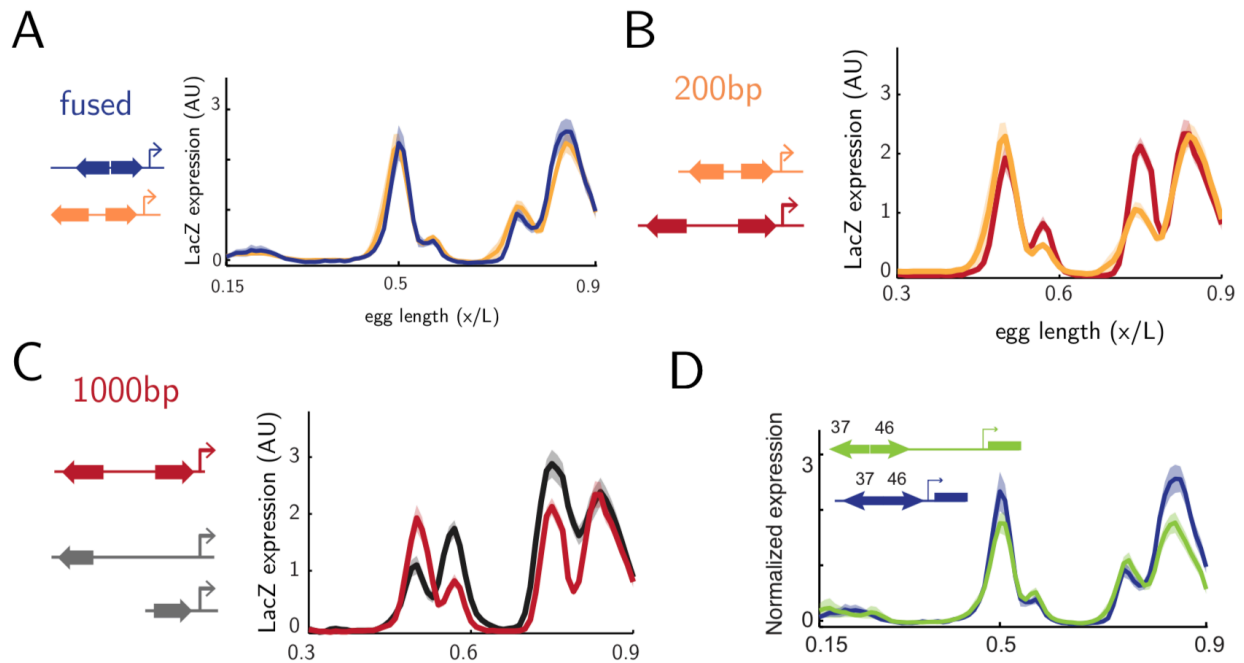 A
fused
LacZ expression (AU)
3
0
0.15
0.5
0.9
egg length (x/L)
B
200bp
LacZ expression (AU)
3
2
1
0
0.3
0.6
0.9
egg length (x/L)
C
1000bp
LacZ expression (AU)
3
2
1
0
0.3
0.6
0.9
D
Normalized expression
3
0
37 46
37 46
0.15
0.5
0.9